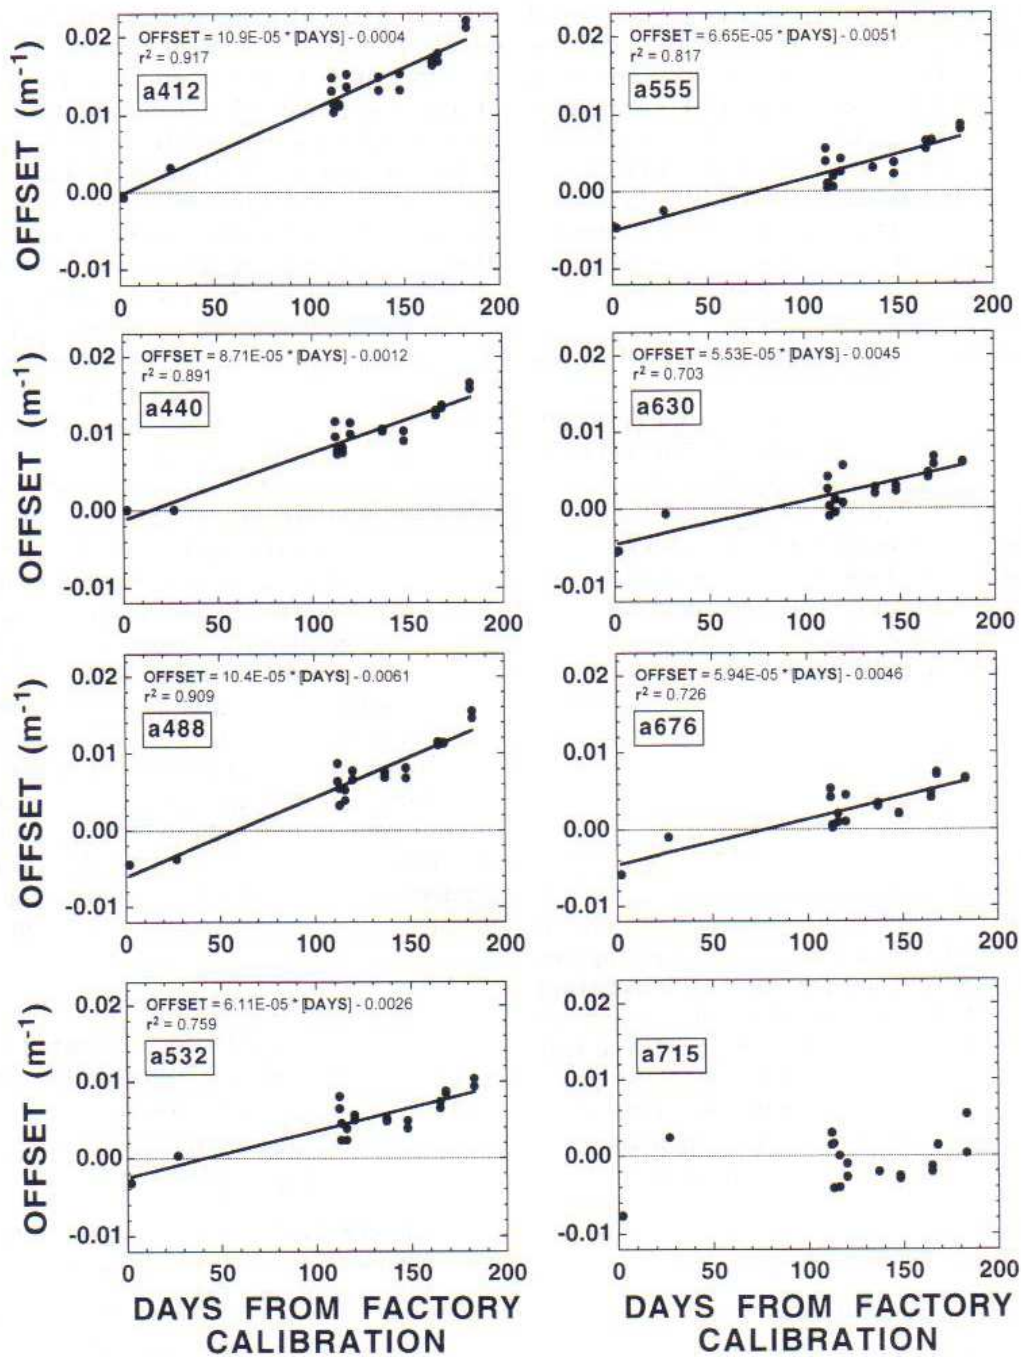 OFFSET (m⁻¹)
0.02
0.01
0.00
-0.01
OFFSET = 10.9E-05 * [DAYS] - 0.0004
r² = 0.917
a412
0 50 100 150 200
0.02
0.01
0.00
-0.01
OFFSET = 6.65E-05 * [DAYS] - 0.0051
r² = 0.817
a555
0 50 100 150 200
OFFSET (m⁻¹)
0.02
0.01
0.00
-0.01
OFFSET = 8.71E-05 * [DAYS] - 0.0012
r² = 0.891
a440
0 50 100 150 200
0.02
0.01
0.00
-0.01
OFFSET = 5.53E-05 * [DAYS] - 0.0045
r² = 0.703
a630
0 50 100 150 200
OFFSET (m⁻¹)
0.02
0.01
0.00
-0.01
OFFSET = 10.4E-05 * [DAYS] - 0.0061
r² = 0.909
a488
0 50 100 150 200
0.02
0.01
0.00
-0.01
OFFSET = 5.94E-05 * [DAYS] - 0.0046
r² = 0.726
a676
0 50 100 150 200
OFFSET (m⁻¹)
0.02
0.01
0.00
-0.01
OFFSET = 6.11E-05 * [DAYS] - 0.0026
r² = 0.759
a532
0 50 100 150 200
DAYS FROM FACTORY
CALIBRATION
0.02
0.01
0.00
-0.01
a715
0 50 100 150 200
DAYS FROM FACTORY
CALIBRATION